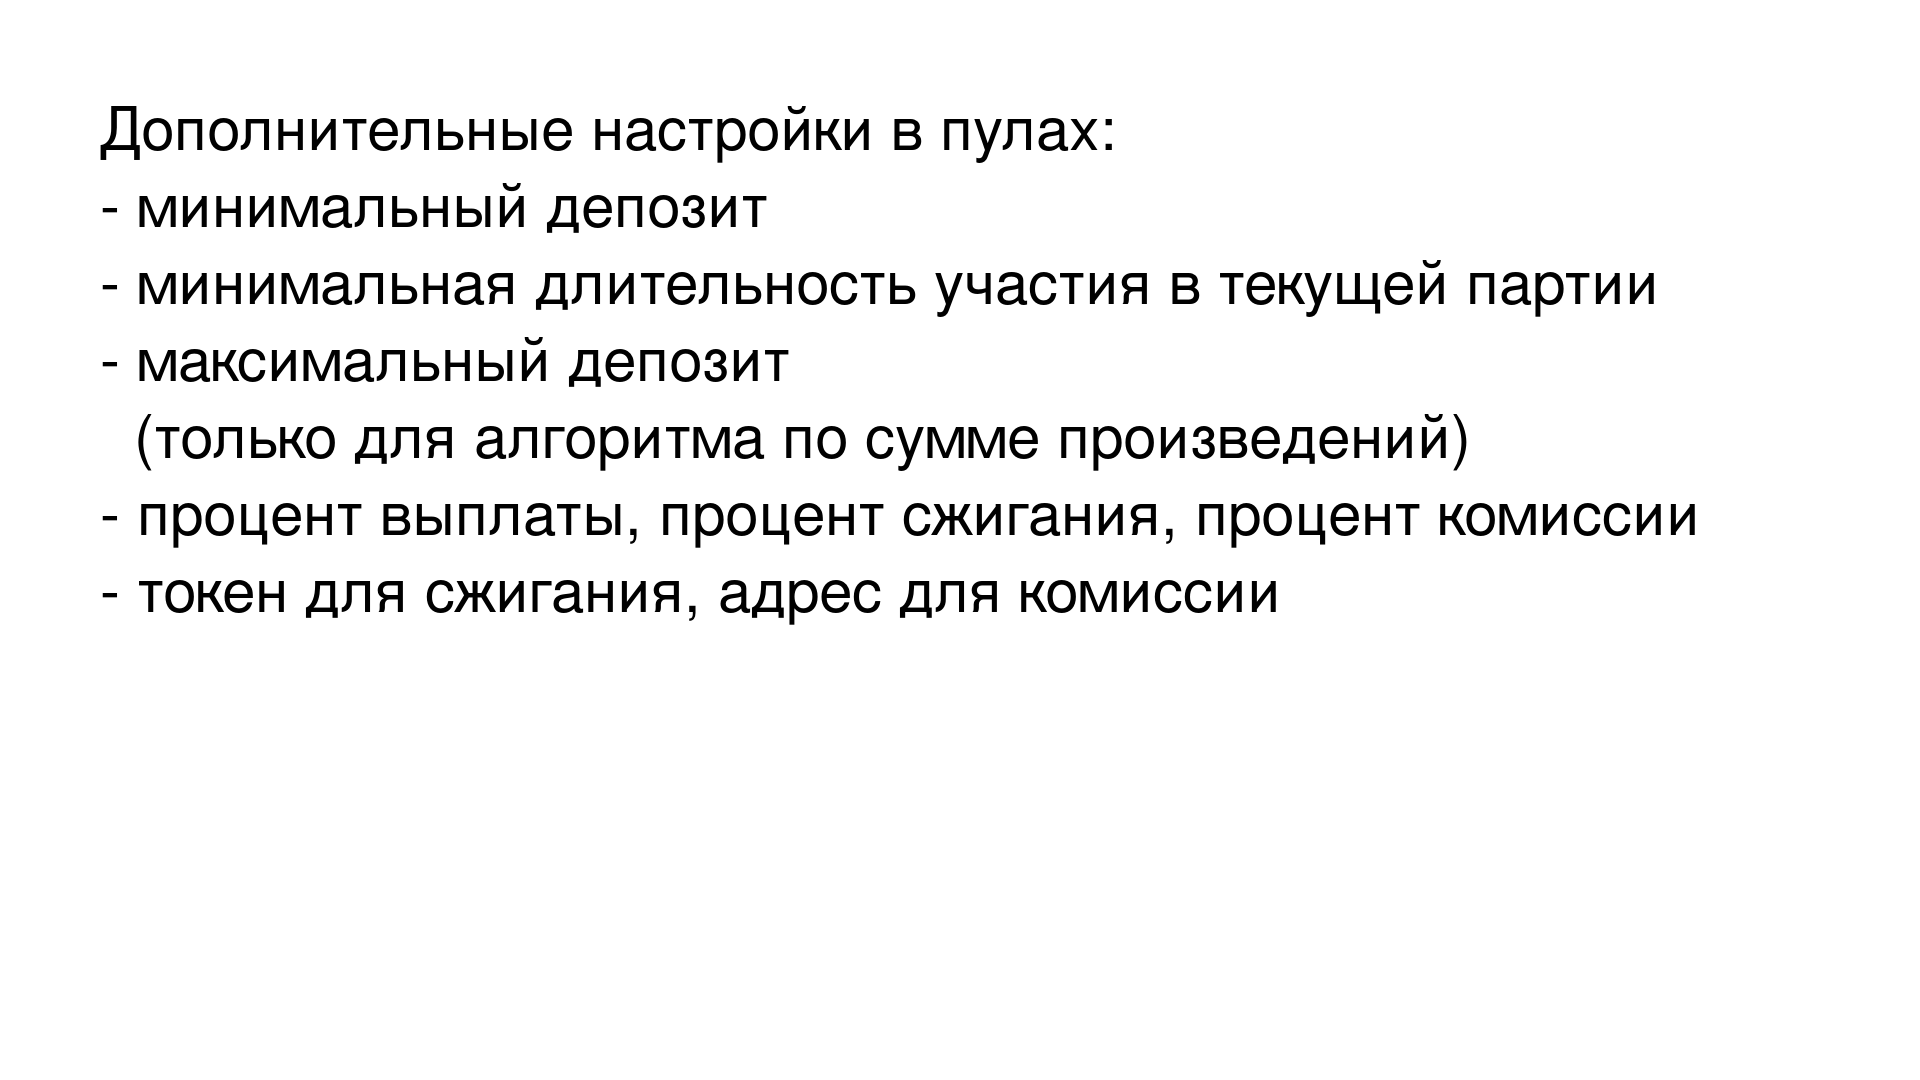 Дополнительные настройки в пулах:
- минимальный депозит
- минимальная длительность участия в текущей партии
- максимальный депозит
(только для алгоритма по сумме произведений)
- процент выплаты, процент сжигания, процент комиссии
- токен для сжигания, адрес для комиссии